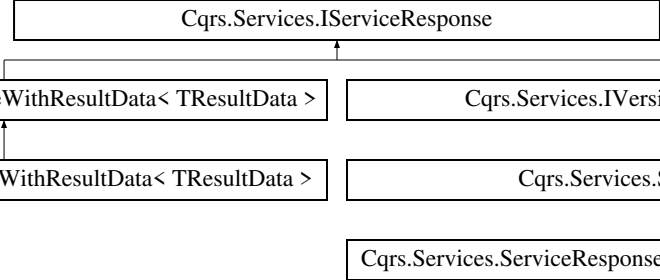 Cqrs.Services.IServiceResponse
WithResultData< TResultData > Cqrs.Services.IVersi
WithResultData< TResultData > Cqrs.Services.
Cqrs.Services.ServiceResponse